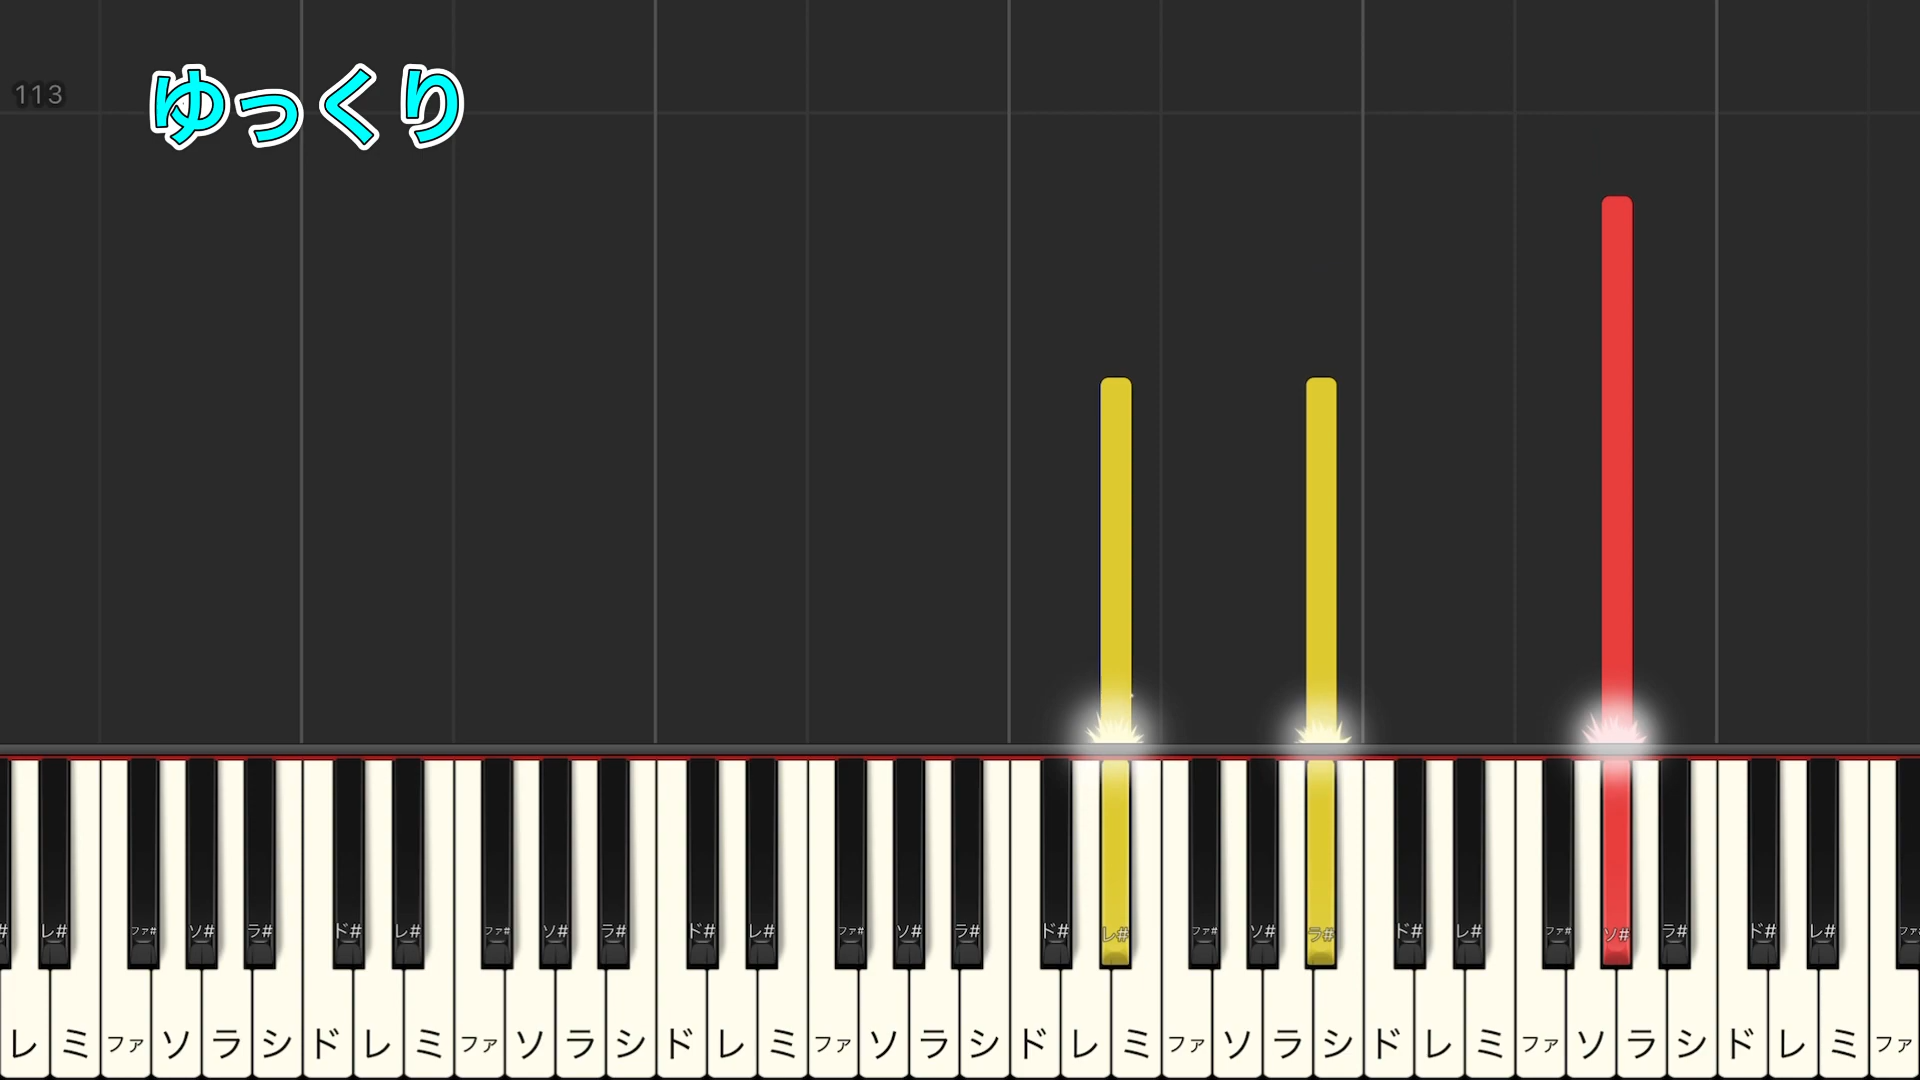 113
ゆっくり
# レ# ファ# ソ# ラ# ド# レ# ファ# ソ# ラ# ド# レ# ファ# ソ# ラ# ド# レ# ファ# ソ# ラ# ド# レ# ファ# ソ# ラ# ド# レ# ファ
レ ミ ファ ソ ラ シ ド レ ミ ファ ソ ラ シ ド レ ミ ファ ソ ラ シ ド レ ミ ファ ソ ラ シ ド レ ミ ファ ソ ラ シ ド レ ミ ファ